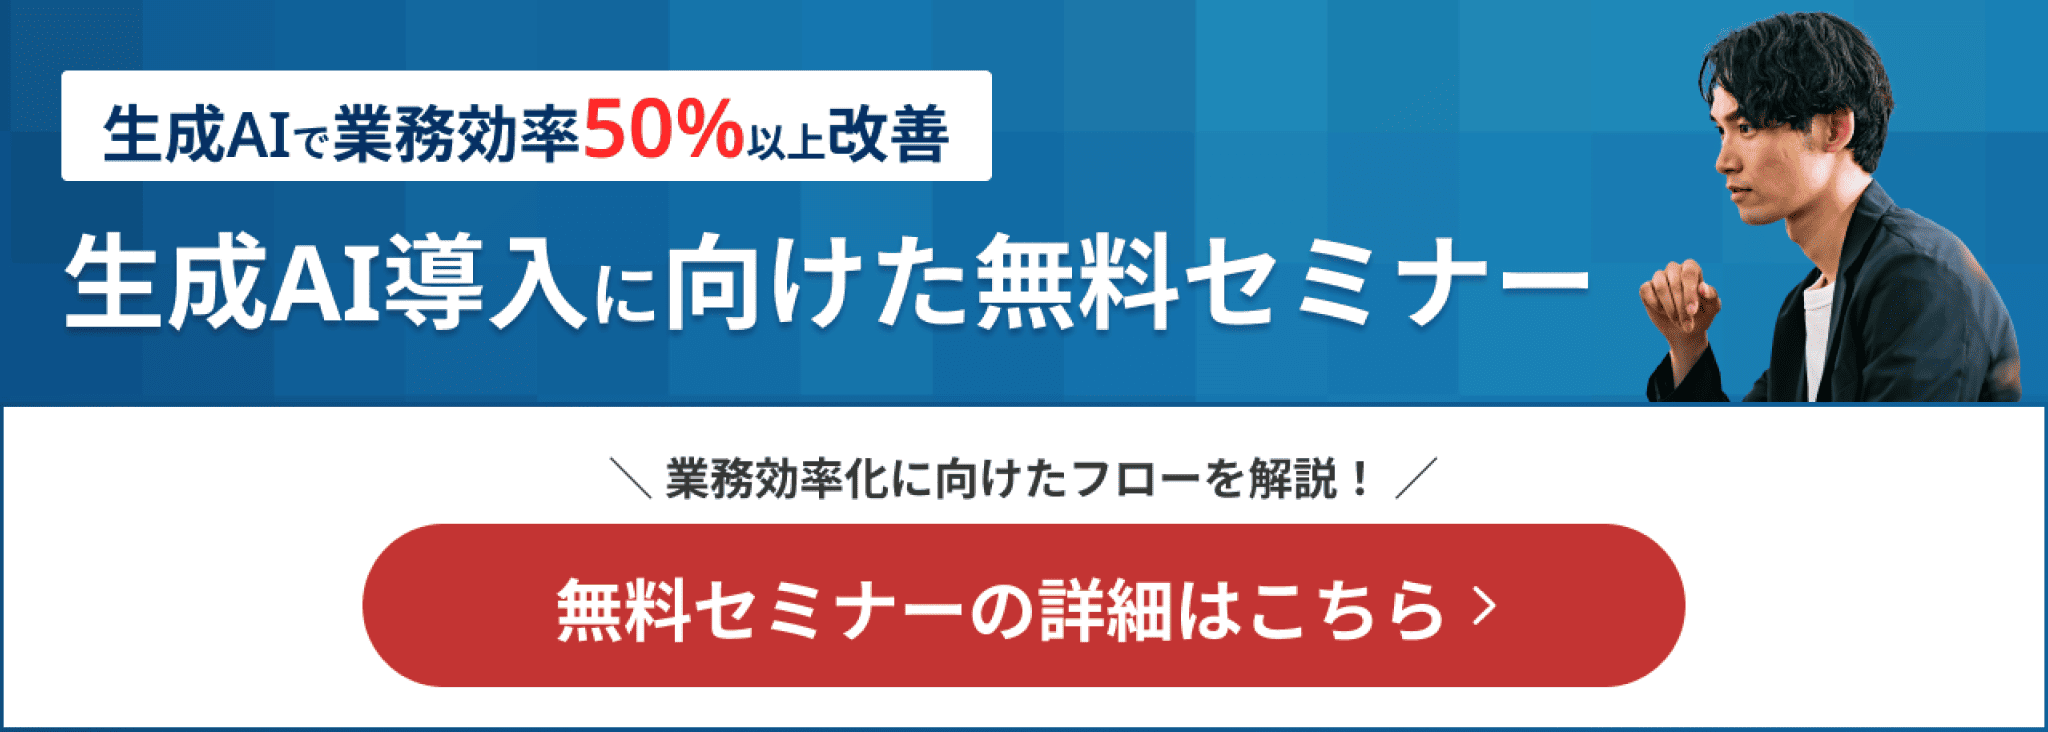 生成AIで業務効率50%以上改善
生成AI導入に向けた無料セミナー
＼ 業務効率化に向けたフローを解説！ ／
無料セミナーの詳細はこちら >